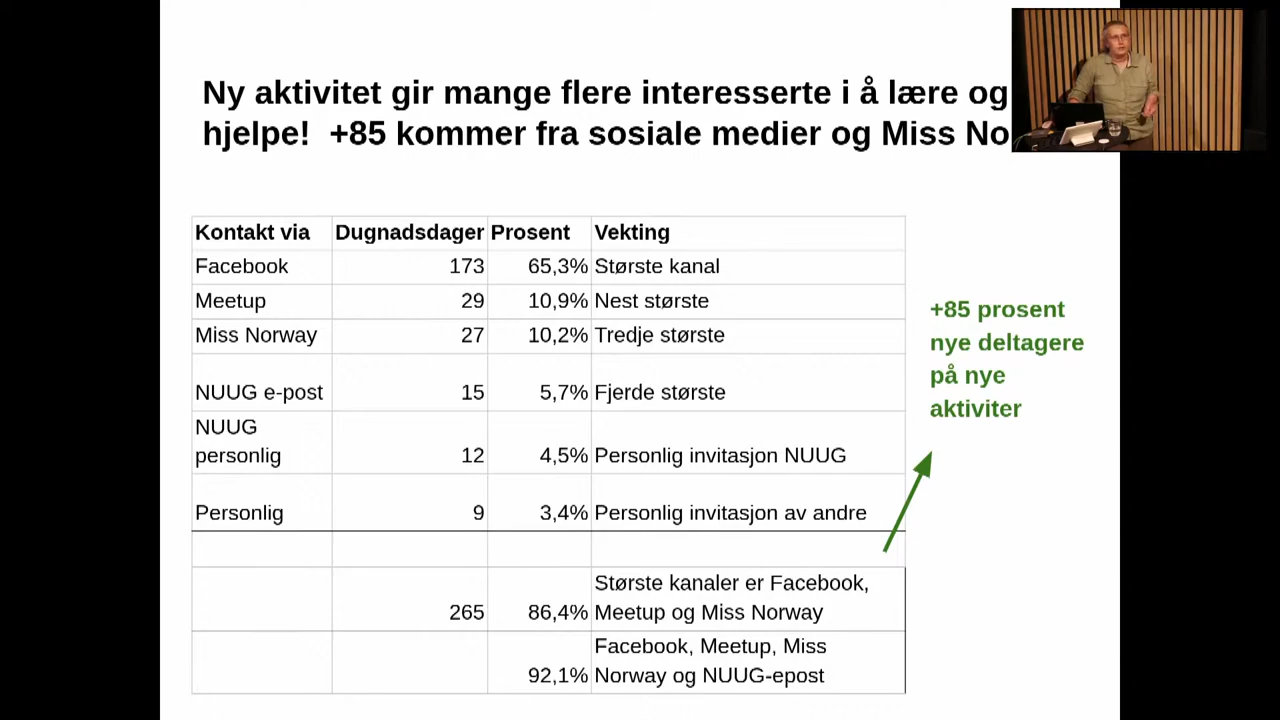 Ny aktivitet gir mange flere interesserte i å lære og
hjelpe!  +85 kommer fra sosiale medier og Miss No
Kontakt via Dugnadsdager Prosent Vekting
Facebook 173 65,3% Største kanal
Meetup 29 10,9% Nest største
Miss Norway 27 10,2% Tredje største
NUUG e-post 15 5,7% Fjerde største
NUUG
personlig 12 4,5% Personlig invitasjon NUUG
Personlig 9 3,4% Personlig invitasjon av andre
Største kanaler er Facebook,
265 86,4% Meetup og Miss Norway
Facebook, Meetup, Miss
92,1% Norway og NUUG-epost
+85 prosent
nye deltagere
på nye
aktiviter